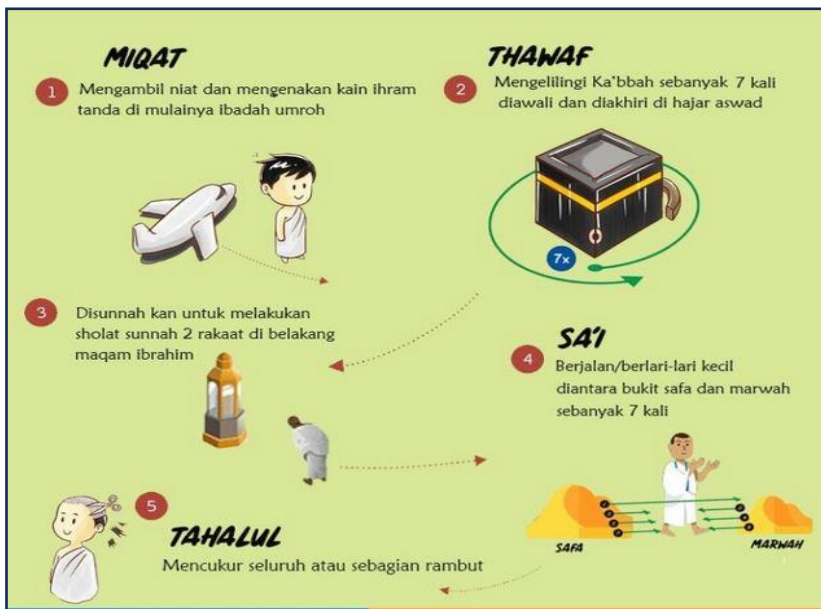 MIQAT
1 Mengambil niat dan mengenakan kain ihram
tanda di mulainya ibadah umroh
THAWAF
2 Mengelilingi Ka'bbah sebanyak 7 kali
diawali dan diakhiri di hajar aswad
7x
3 Disunnah kan untuk melakukan
sholat sunnah 2 rakaat di belakang
maqam ibrahim
SA'I
4 Berjalan/berlari-lari kecil
diantara bukit safa dan marwah
sebanyak 7 kali
SAFA
MARWAH
5
TAHALUL
Mencukur seluruh atau sebagian rambut